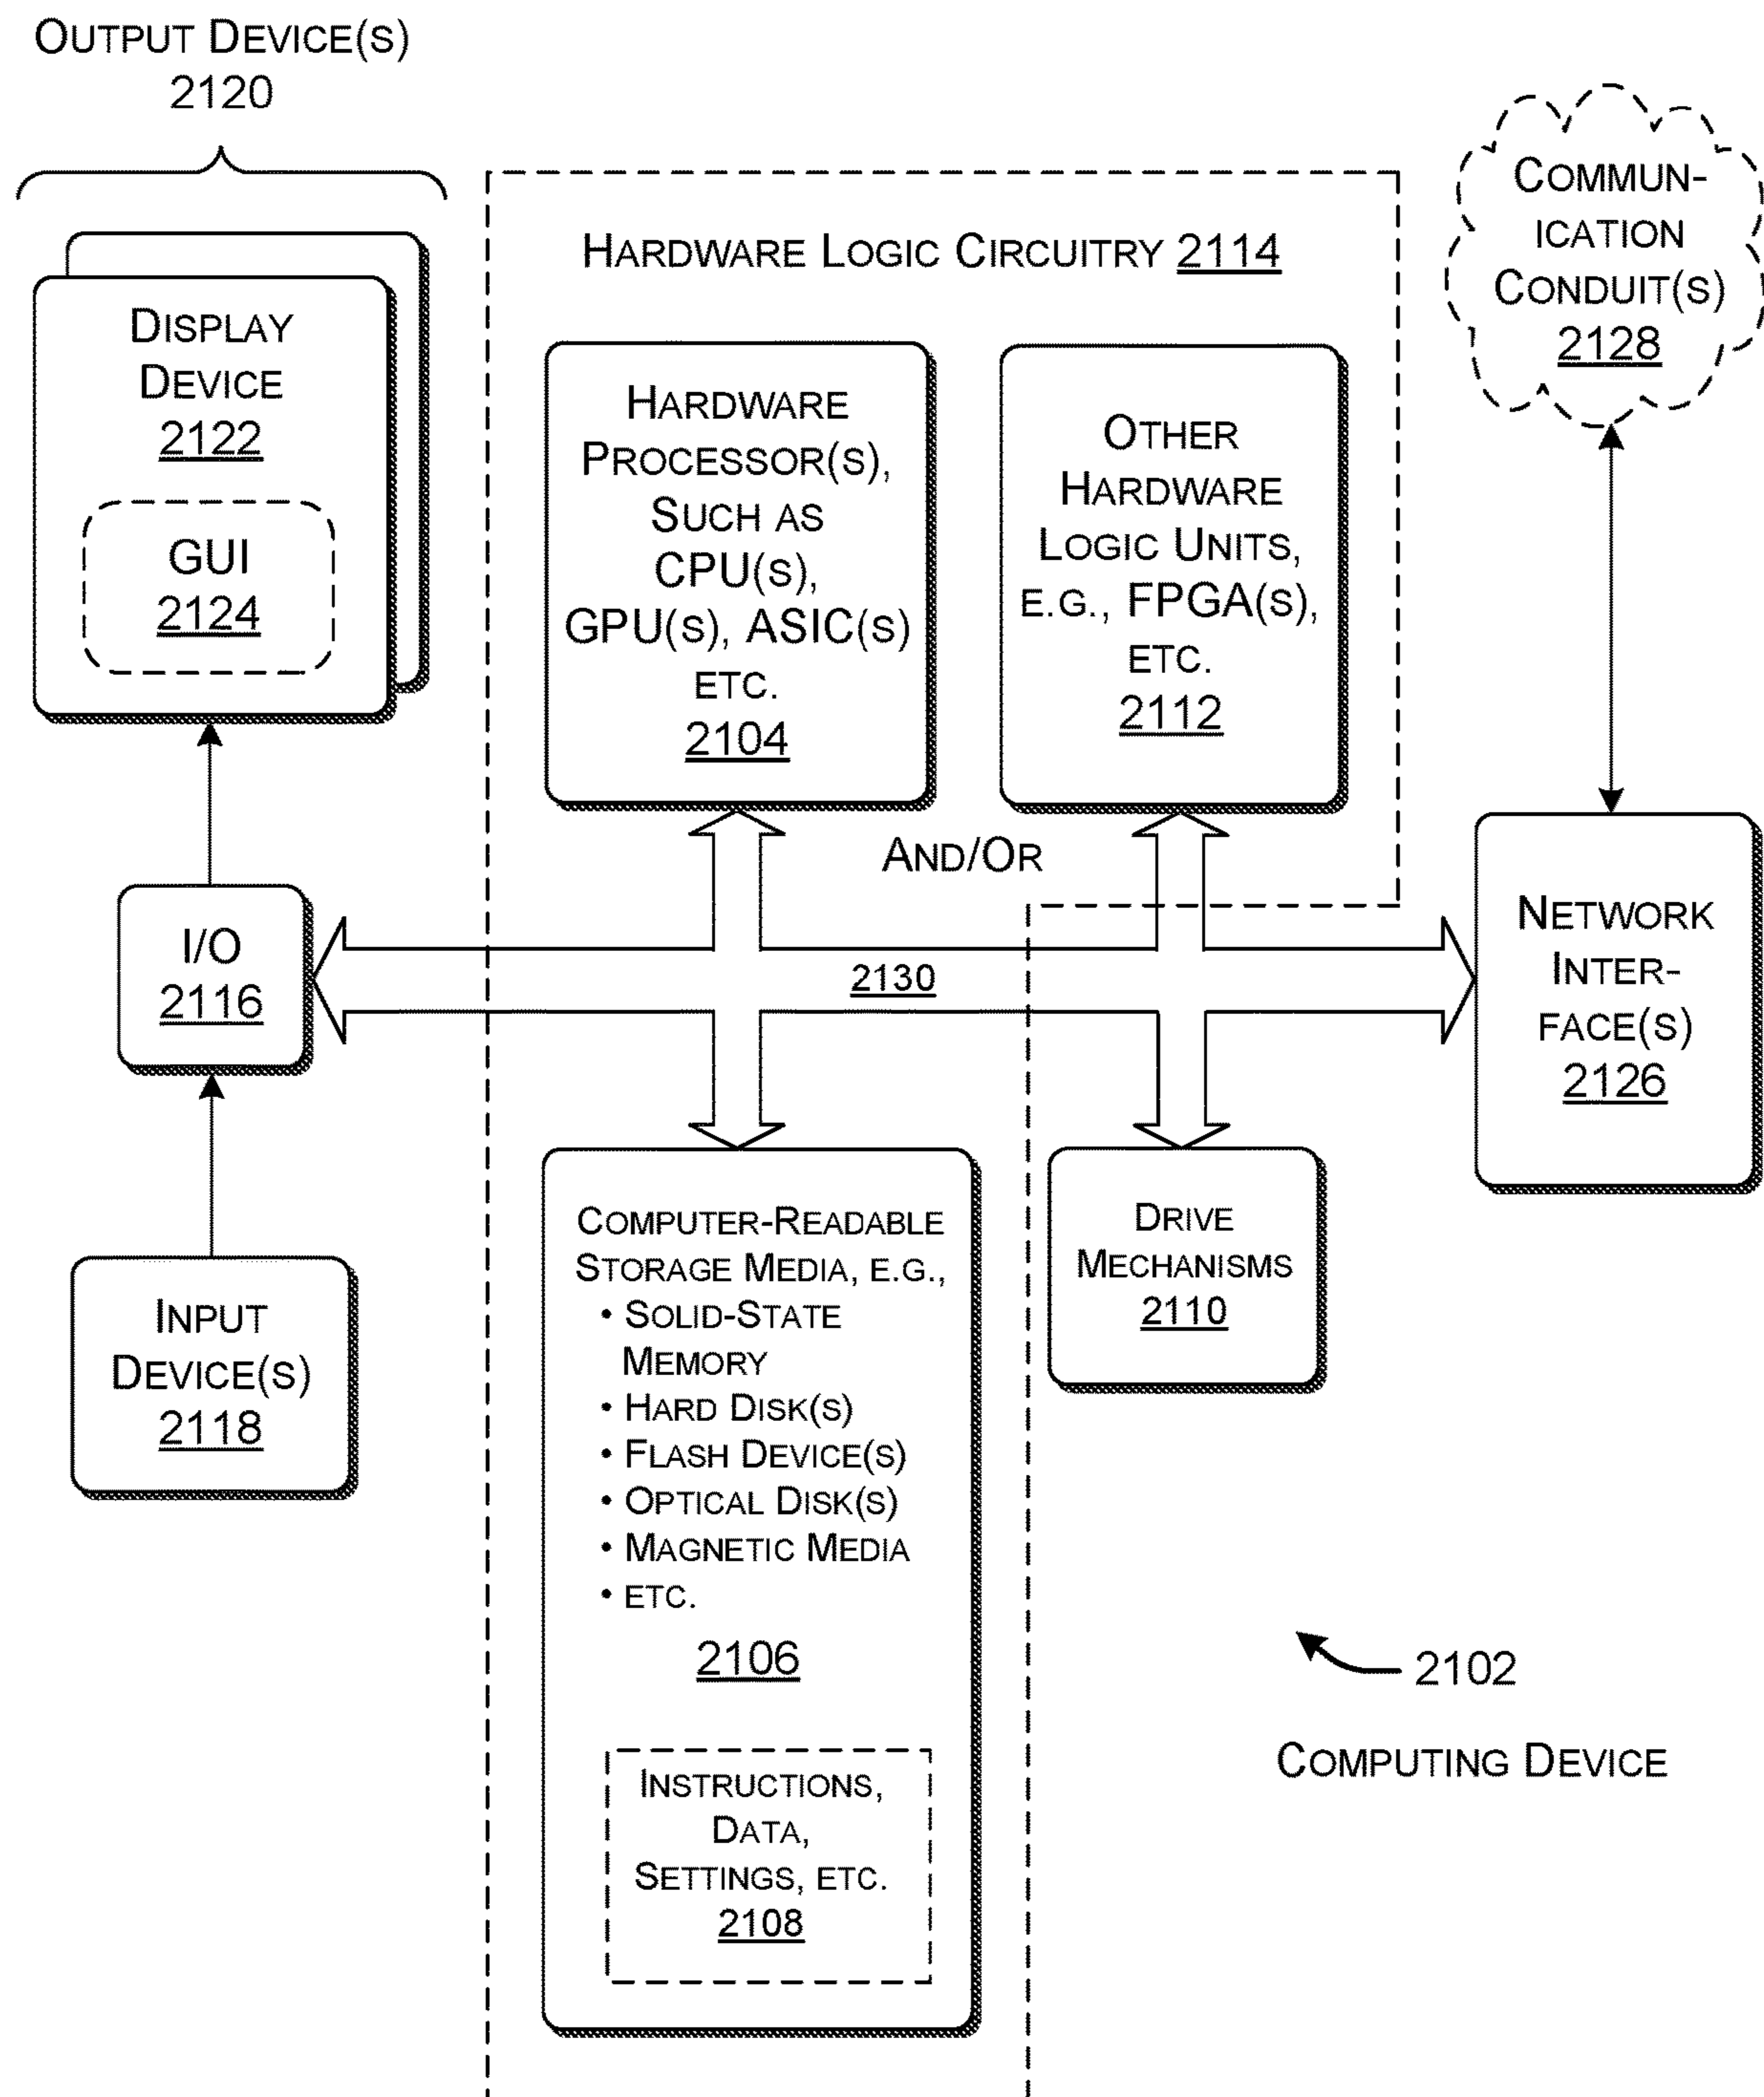 OUTPUT DEVICE(S)
2120
DISPLAY
DEVICE
2122
GUI
2124
HARDWARE LOGIC CIRCUITRY 2114
HARDWARE
PROCESSOR(S),
SUCH AS
CPU(S),
GPU(S), ASIC(S)
ETC.
2104
OTHER
HARDWARE
LOGIC UNITS,
E.G., FPGA(S),
ETC.
2112
COMMUN-
ICATION
CONDUIT(S)
2128
AND/OR
I/O
2116
2130
NETWORK
INTER-
FACE(S)
2126
INPUT
DEVICE(S)
2118
COMPUTER-READABLE
STORAGE MEDIA, E.G.,
• SOLID-STATE
MEMORY
• HARD DISK(S)
• FLASH DEVICE(S)
• OPTICAL DISK(S)
• MAGNETIC MEDIA
• ETC.
2106
INSTRUCTIONS,
DATA,
SETTINGS, ETC.
2108
DRIVE
MECHANISMS
2110
2102
COMPUTING DEVICE